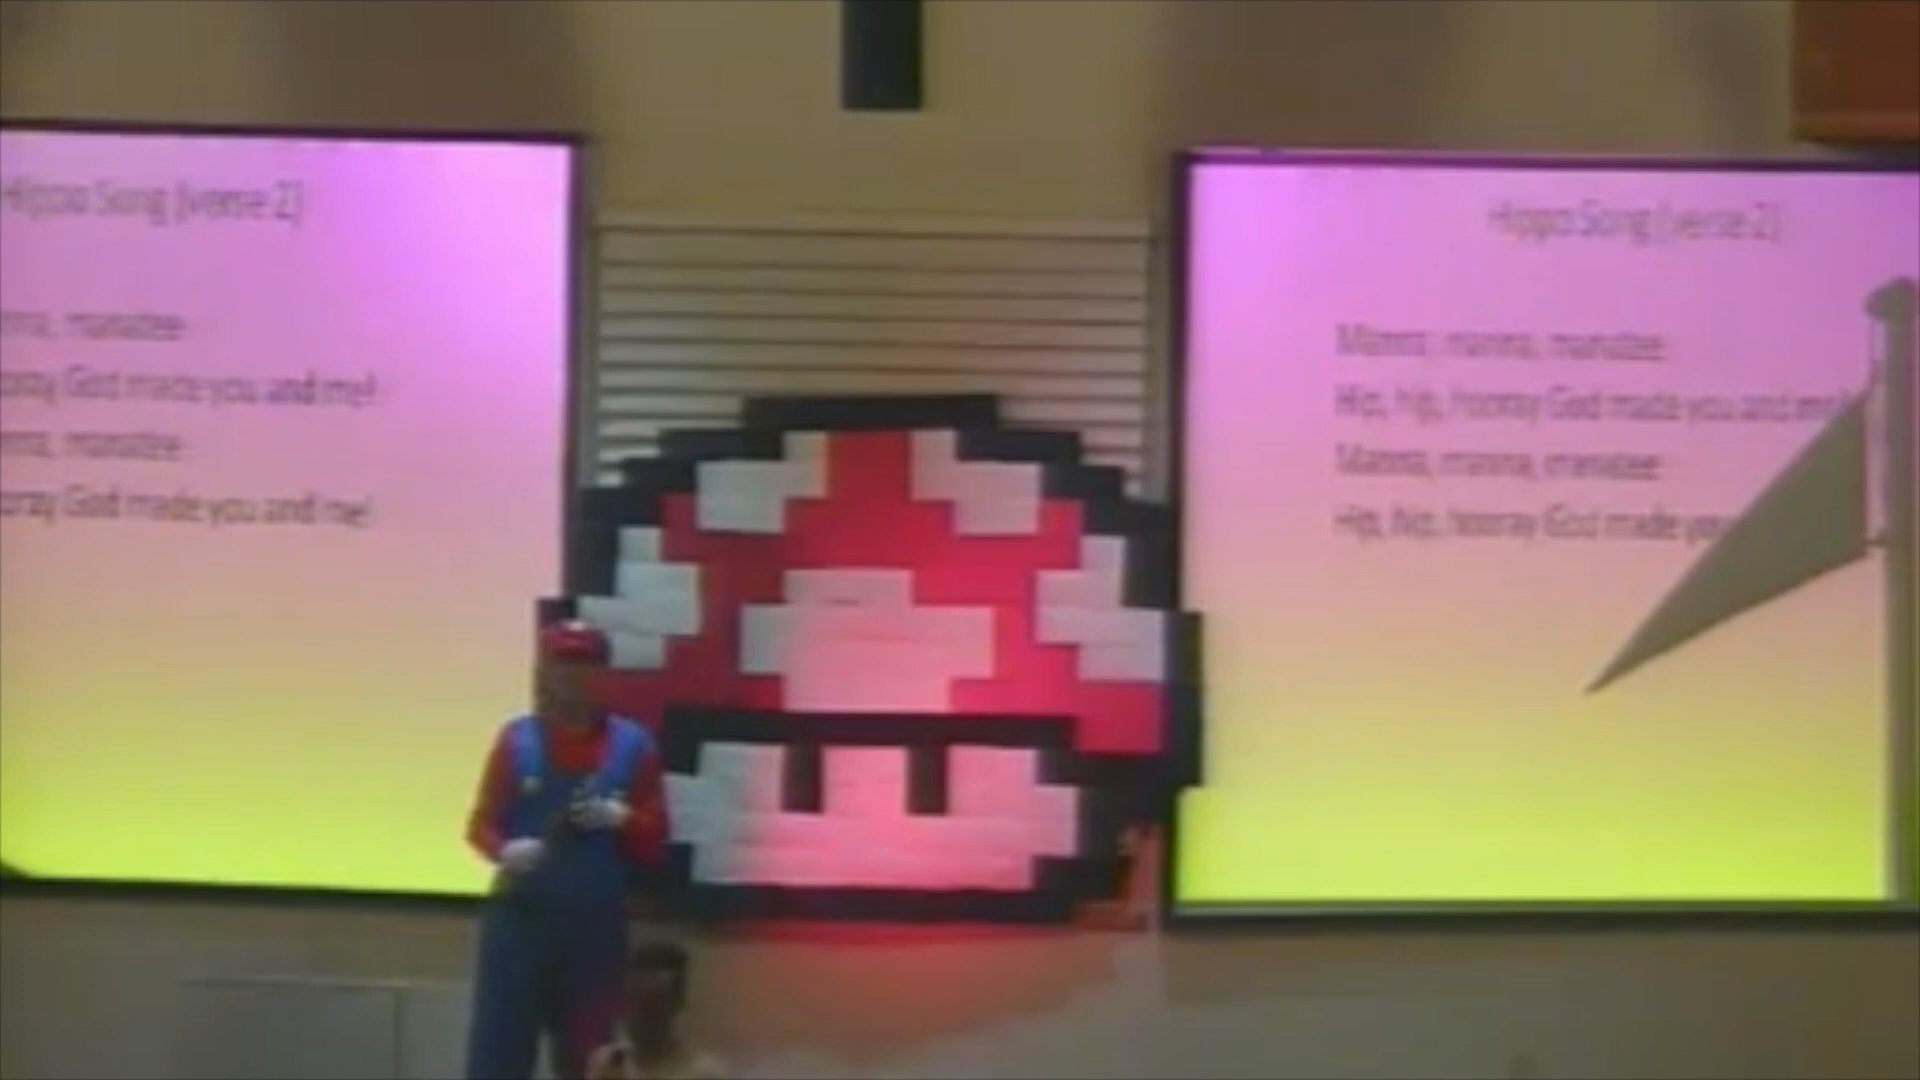 Hippo Song (verse 2)
manatee
God made you and me!
manatee
God made you and me!
Hippo Song (verse 2)
Manna, manna, manatee
Hip, hip, hooray God made you and me!
Manna, manna, manatee
Hip, hip, hooray God made you